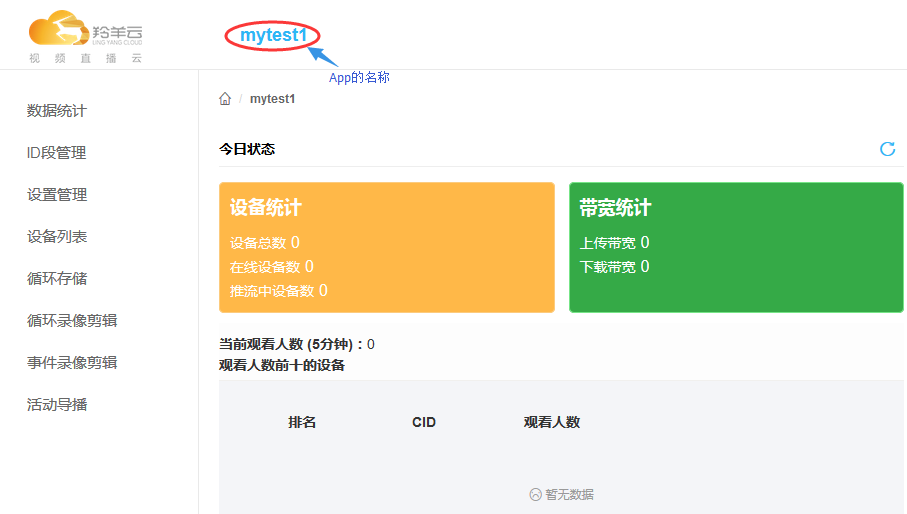 羚羊云
LING YANG CLOUD
视 频 直 播 云
mytest1
App的名称
/ mytest1
数据统计
ID段管理
设置管理
设备列表
循环存储
循环录像剪辑
事件录像剪辑
活动导播
今日状态
设备统计
设备总数 0
在线设备数 0
推流中设备数 0
带宽统计
上传带宽 0
下载带宽 0
当前观看人数 (5分钟)：0
观看人数前十的设备
排名 CID 观看人数
暂无数据